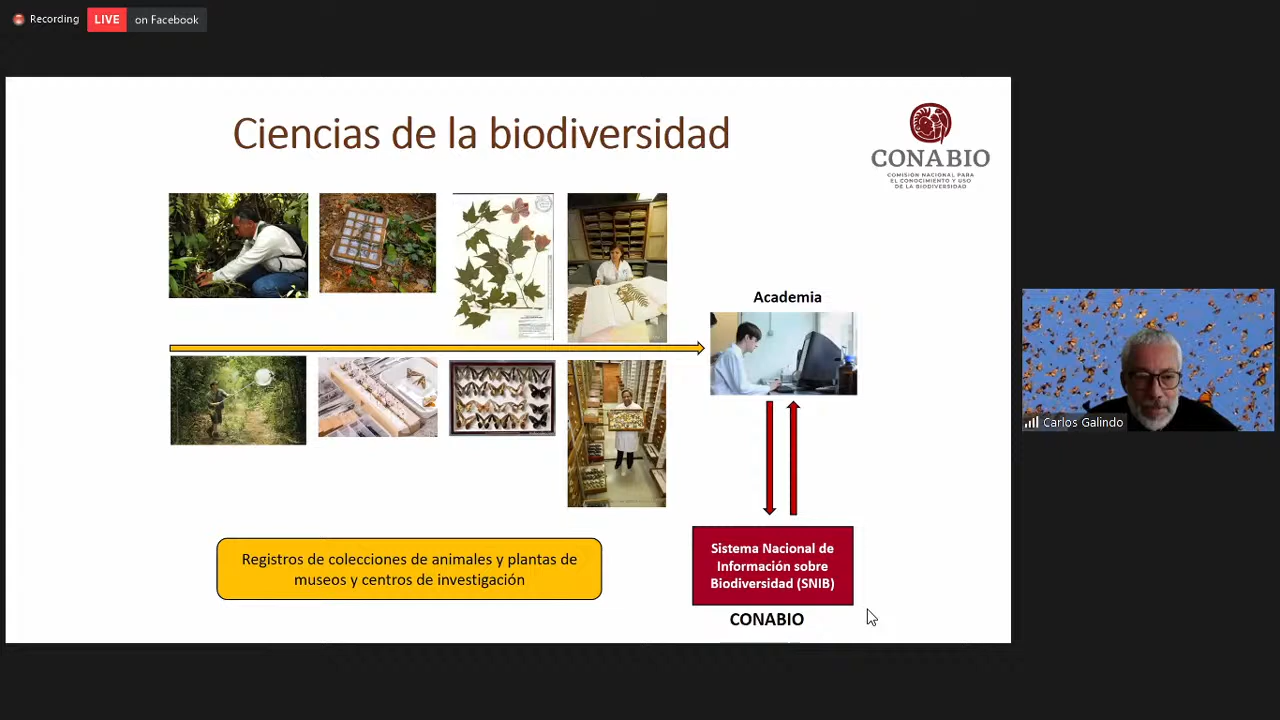 Recording
LIVE
on Facebook
Ciencias de la biodiversidad
CONABIO
COMISIÓN NACIONAL PARA
EL CONOCIMIENTO Y USO
DE LA BIODIVERSIDAD
Academia
Carlos Galindo
Registros de colecciones de animales y plantas de
museos y centros de investigación
Sistema Nacional de
Información sobre
Biodiversidad (SNIB)
CONABIO